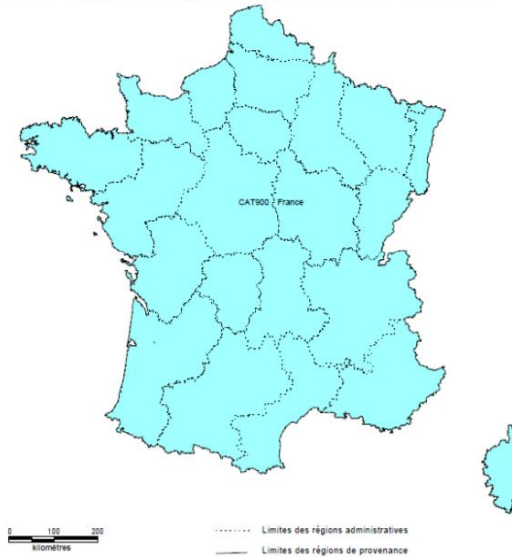 CAT900 - France
0 100 200
kilomètres
Limites des régions administratives
Limites des régions de provenance